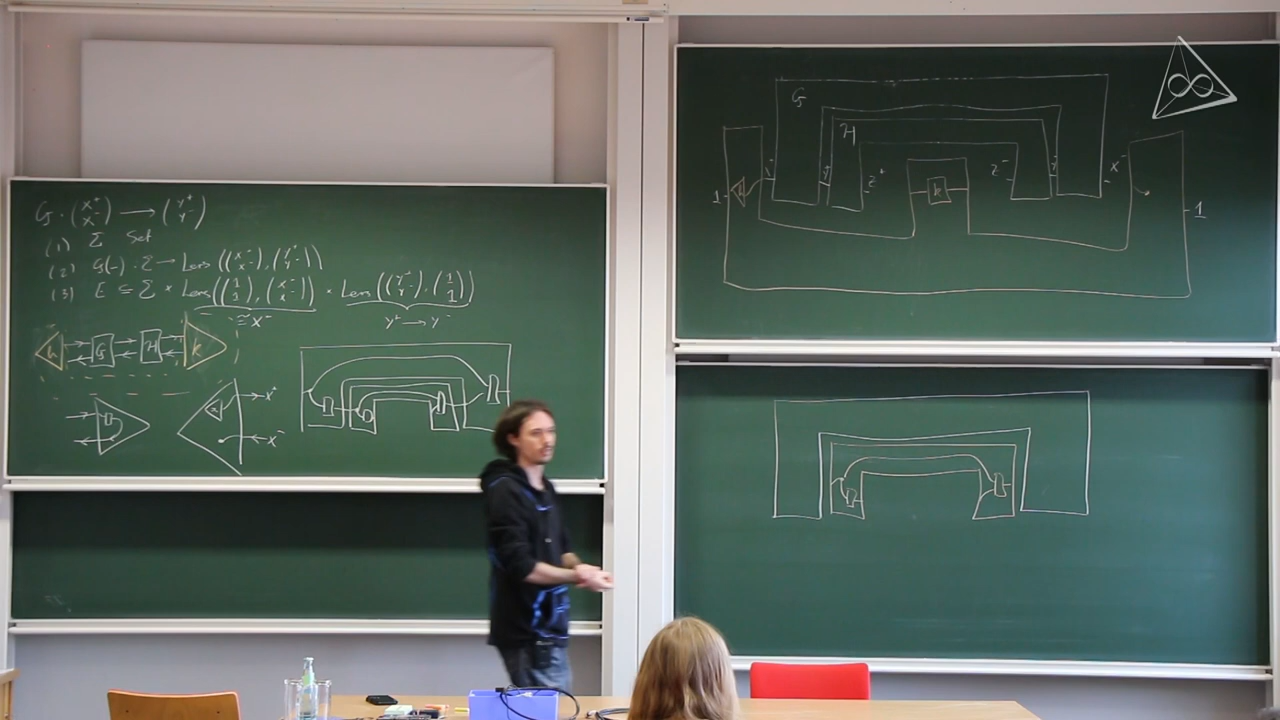 G : (X⁺ X⁻) → (Y⁺ Y⁻)
(1) Σ Set
(2) G(-) : Σ → Lens((X⁺ X⁻), (Y⁺ Y⁻))
(3) E ⊆ Σ × Lens((1 1), (X⁺ X⁻)) × Lens((Y⁺ Y⁻), (1 1))
≅ X⁺ Y⁺ → Y⁻
h G H k
X⁺
X⁻
G
H
1 h Z⁺ k Z⁻ X⁻ 1